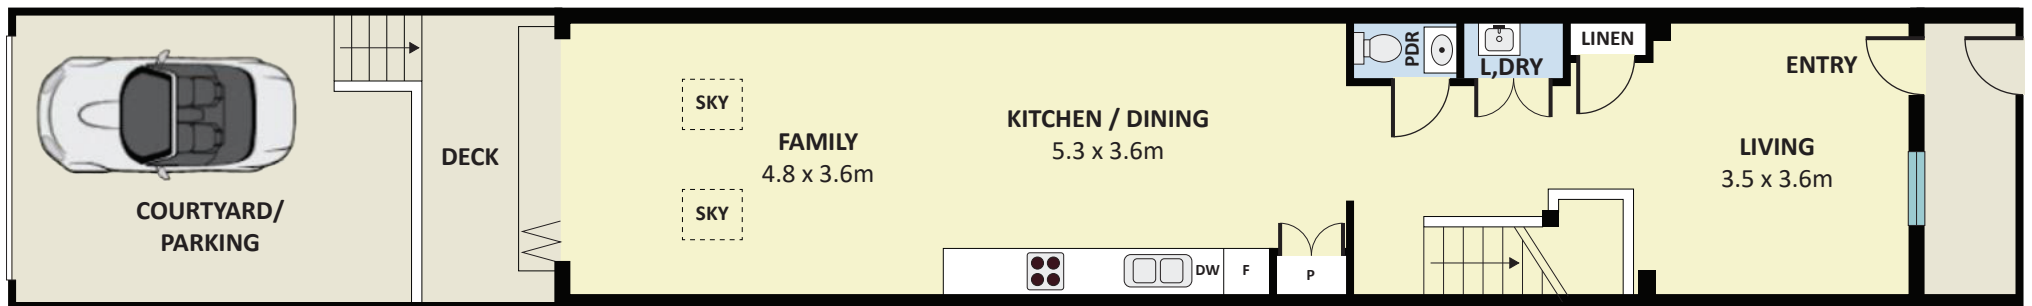 COURTYARD/
PARKING
DECK
SKY
SKY
FAMILY
4.8 x 3.6m
KITCHEN / DINING
5.3 x 3.6m
DW
F
P
PDR
L,DRY
LINEN
ENTRY
LIVING
3.5 x 3.6m